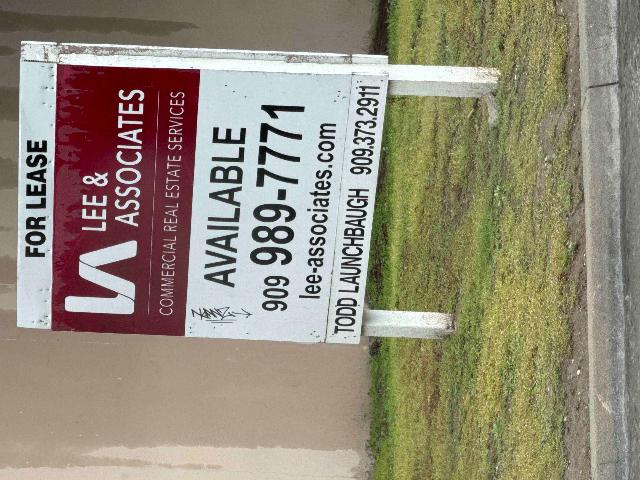 FOR LEASE
LEE &
ASSOCIATES
COMMERCIAL REAL ESTATE SERVICES
AVAILABLE
909 989-7771
lee-associates.com
TODD LAUNCHBAUGH 909.373.2911